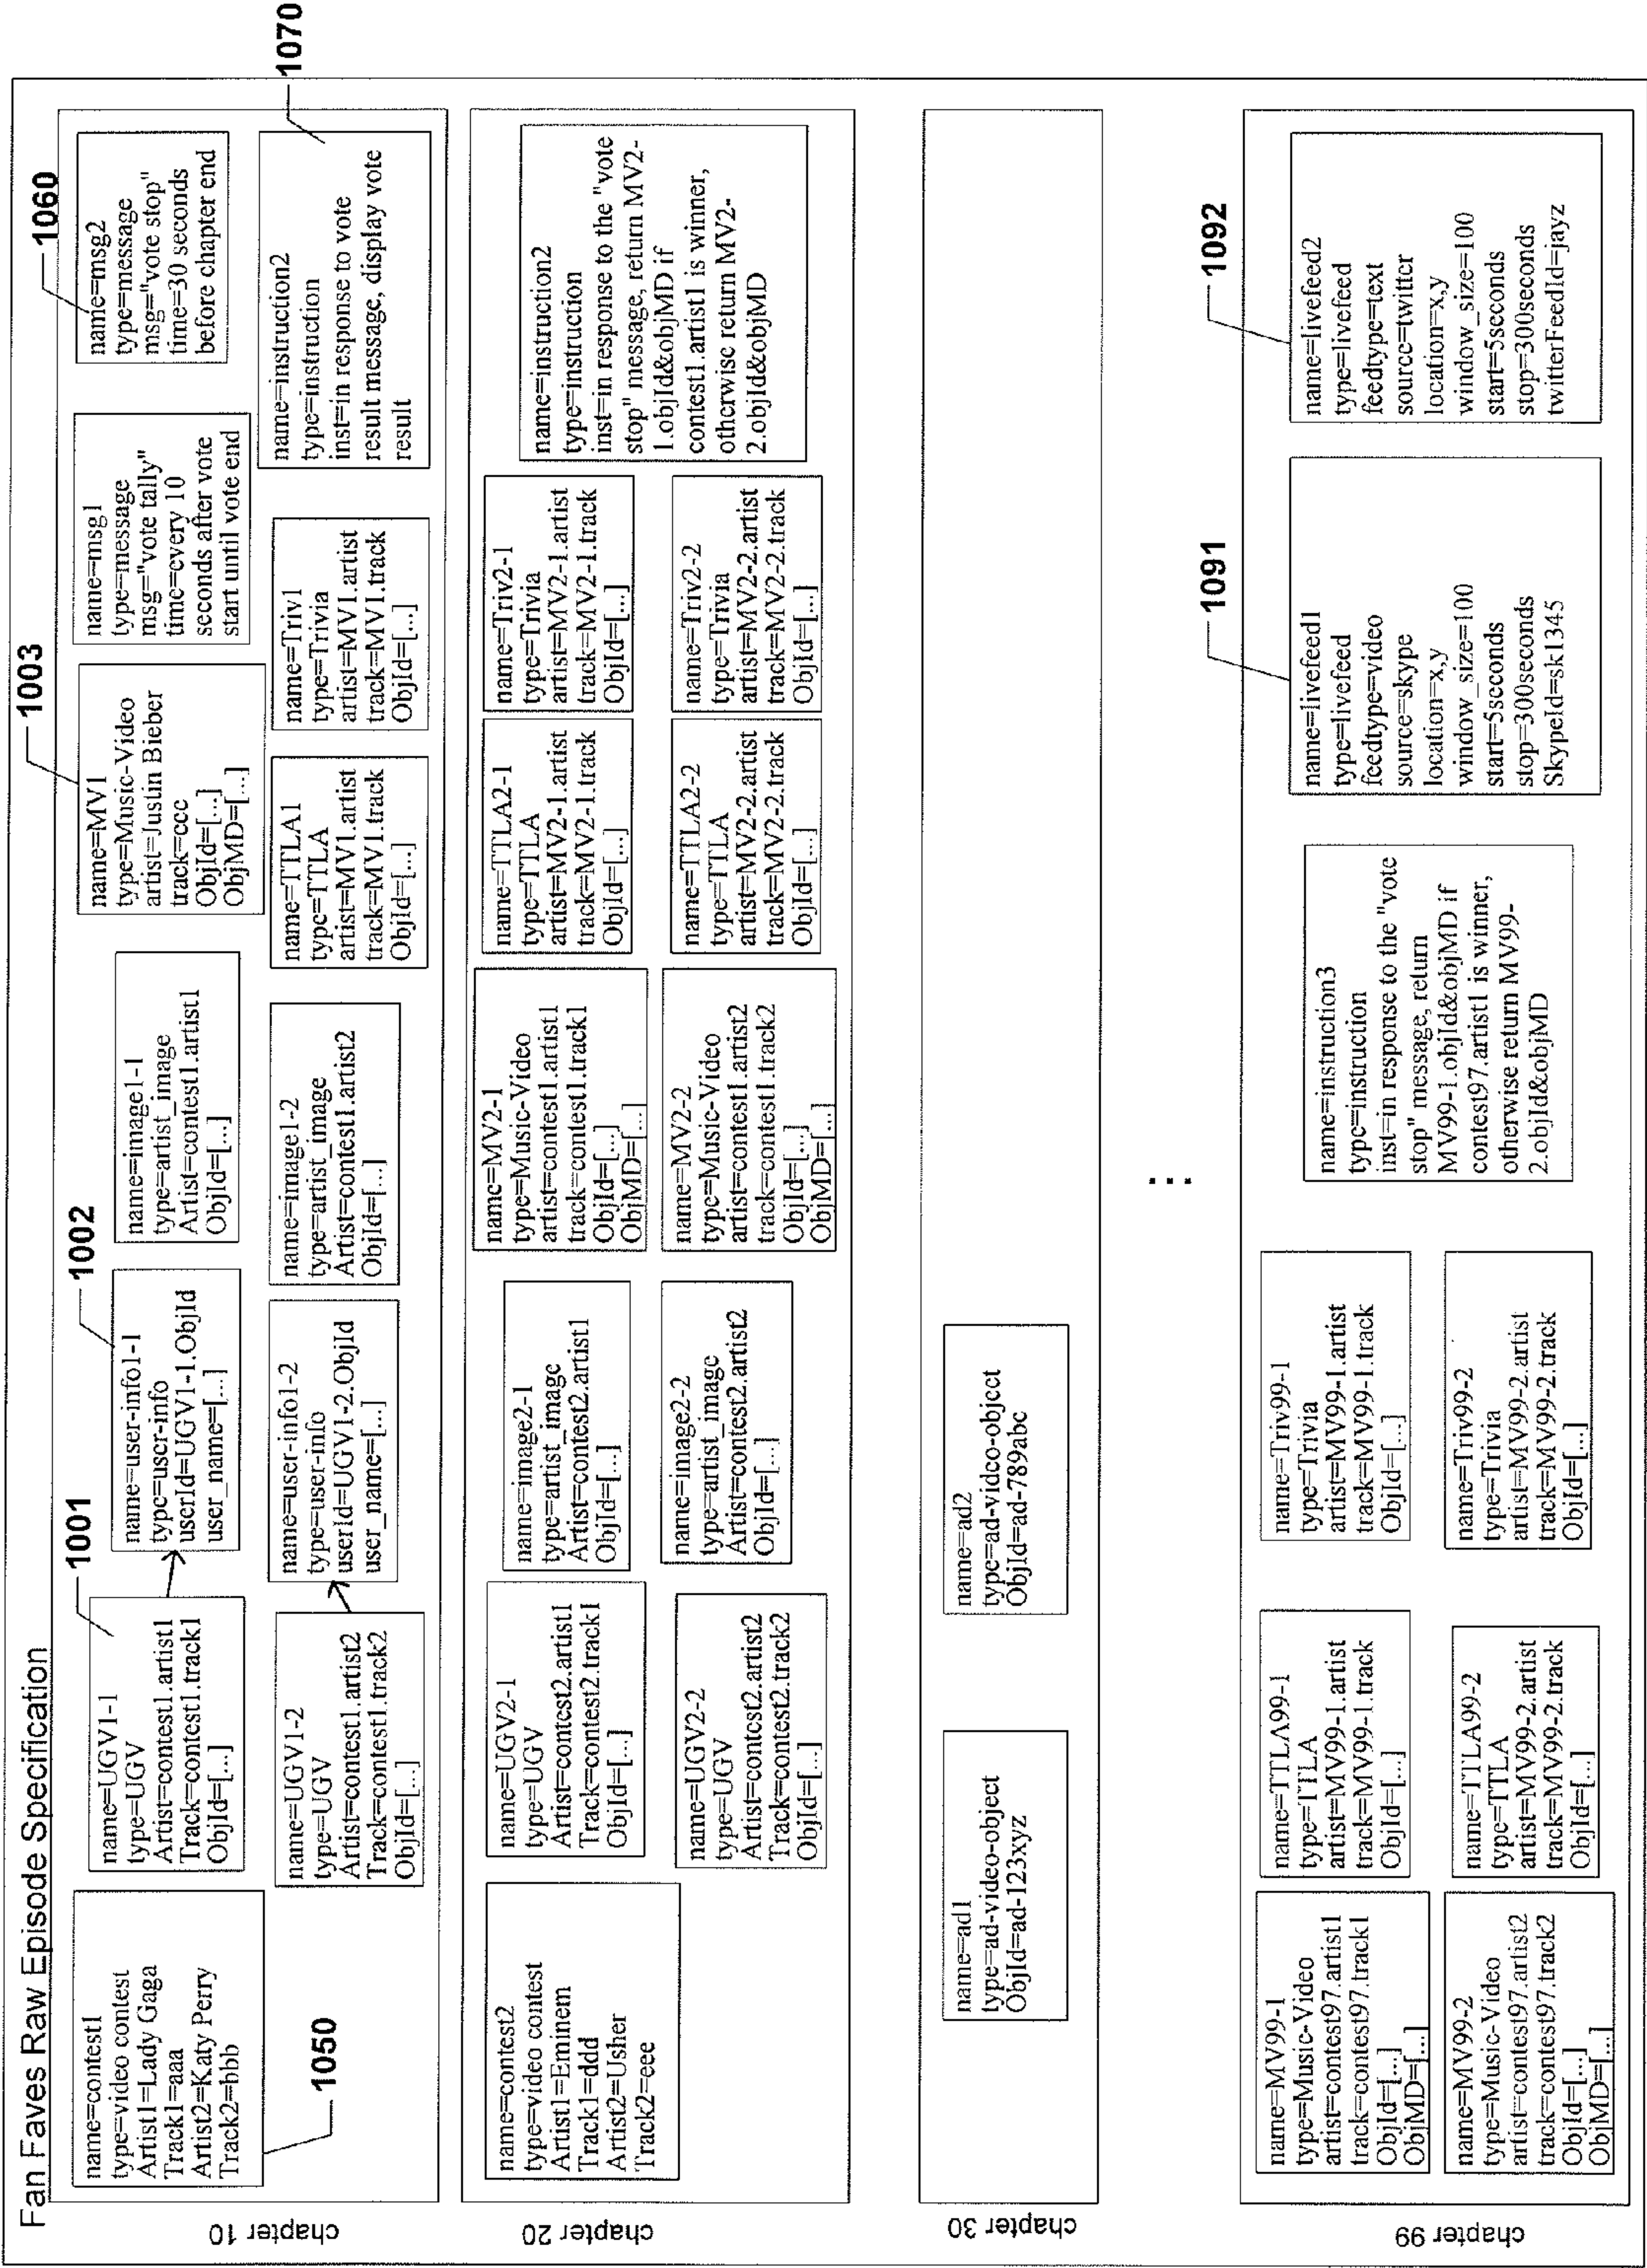 Fan Faves Raw Episode Specification
chapter 10
name=contest1
type=video contest
Artist1=Lady Gaga
Track1=aaa
Artist2=Katy Perry
Track2=bbb
1050
name=UGV1-1
type=UGV
Artist=contest1.artist1
Track=contest1.track1
ObjId=[...]
1001
name=UGV1-2
type=UGV
Artist=contest1.artist2
Track=contest1.track2
ObjId=[...]
name=user-info1-1
type=user-info
userId=UGV1-1.ObjId
user_name=[...]
1002
name=user-info1-2
type=user-info
userId=UGV1-2.ObjId
user_name=[...]
name=image1-1
type=artist_image
Artist=contest1.artist1
ObjId=[...]
name=image1-2
type=artist_image
Artist=contest1.artist2
ObjId=[...]
name=MV1
type=Music-Video
artist=Justin Bieber
track=ccc
ObjId=[...]
ObjMD=[...]
1003
name=TTLA1
type=TTLA
artist=MV1.artist
track=MV1.track
ObjId=[...]
name=Triv1
type=Trivia
artist=MV1.artist
track=MV1.track
ObjId=[...]
name=msg1
type=message
msg="vote tally"
time=every 10
seconds after vote
start until vote end
name=msg2
type=message
msg="vote stop"
time=30 seconds
before chapter end
1060
name=instruction2
type=instruction
inst=in response to vote
result message, display vote
result
1070
chapter 20
name=contest2
type=video contest
Artist1=Eminem
Track1=ddd
Artist2=Usher
Track2=eee
name=UGV2-1
type=UGV
Artist=contest2.artist1
Track=contest2.track1
ObjId=[...]
name=UGV2-2
type=UGV
Artist=contest2.artist2
Track=contest2.track2
ObjId=[...]
name=image2-1
type=artist_image
Artist=contest2.artist1
ObjId=[...]
name=image2-2
type=artist_image
Artist=contest2.artist2
ObjId=[...]
name=MV2-1
type=Music-Video
artist=contest1.artist1
track=contest1.track1
ObjId=[...]
ObjMD=[...]
name=MV2-2
type=Music-Video
artist=contest1.artist2
track=contest1.track2
ObjId=[...]
ObjMD=[...]
name=TTLA2-1
type=TTLA
artist=MV2-1.artist
track=MV2-1.track
ObjId=[...]
name=TTLA2-2
type=TTLA
artist=MV2-2.artist
track=MV2-2.track
ObjId=[...]
name=Triv2-1
type=Trivia
artist=MV2-1.artist
track=MV2-1.track
ObjId=[...]
name=Triv2-2
type=Trivia
artist=MV2-2.artist
track=MV2-2.track
ObjId=[...]
name=instruction2
type=instruction
inst=in response to the "vote
stop" message, return MV2-
1.objId&objMD if
contest1.artist1 is winner,
otherwise return MV2-
2.objId&objMD
chapter 30
name=ad1
type=ad-video-object
ObjId=ad-123xyz
name=ad2
type=ad-video-object
ObjId=ad-789abc
...
chapter 99
name=MV99-1
type=Music-Video
artist=contest97.artist1
track=contest97.track1
ObjId=[...]
ObjMD=[...]
name=MV99-2
type=Music-Video
artist=contest97.artist2
track=contest97.track2
ObjId=[...]
ObjMD=[...]
name=TTLA99-1
type=TTLA
artist=MV99-1.artist
track=MV99-1.track
ObjId=[...]
name=TTLA99-2
type=TTLA
artist=MV99-2.artist
track=MV99-2.track
ObjId=[...]
name=Triv99-1
type=Trivia
artist=MV99-1.artist
track=MV99-1.track
ObjId=[...]
name=Triv99-2
type=Trivia
artist=MV99-2.artist
track=MV99-2.track
ObjId=[...]
name=instruction3
type=instruction
inst=in response to the "vote
stop" message, return
MV99-1.objId&objMD if
contest97.artist1 is winner,
otherwise return MV99-
2.objId&objMD
name=livefeed1
type=livefeed
feedtype=video
source=skype
location=x,y
window_size=100
start=5seconds
stop=300seconds
SkypeId=sk1345
1091
name=livefeed2
type=livefeed
feedtype=text
source=twitter
location=x,y
window_size=100
start=5seconds
stop=300seconds
twitterFeedId=jayz
1092